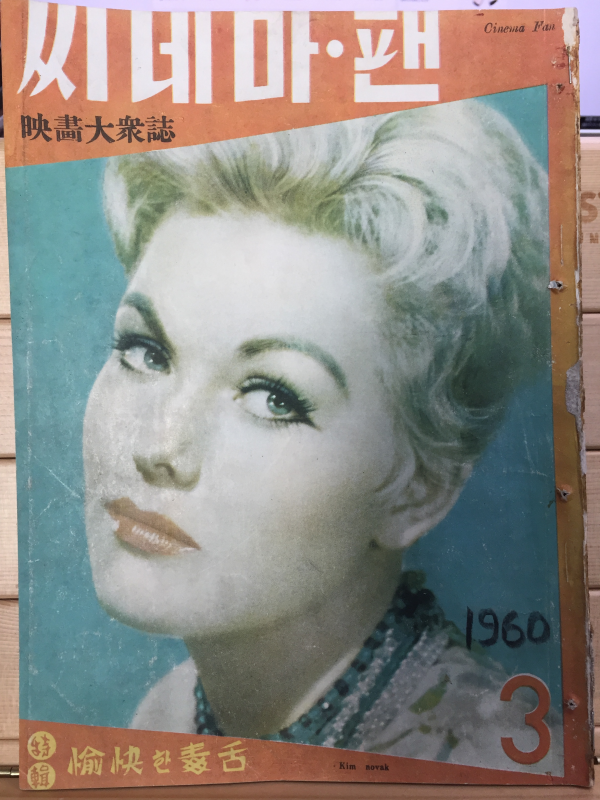 씨네마·팬
Cinema Fan
映畵大衆誌
1960
3
特輯
愉快한 毒舌
Kim novak